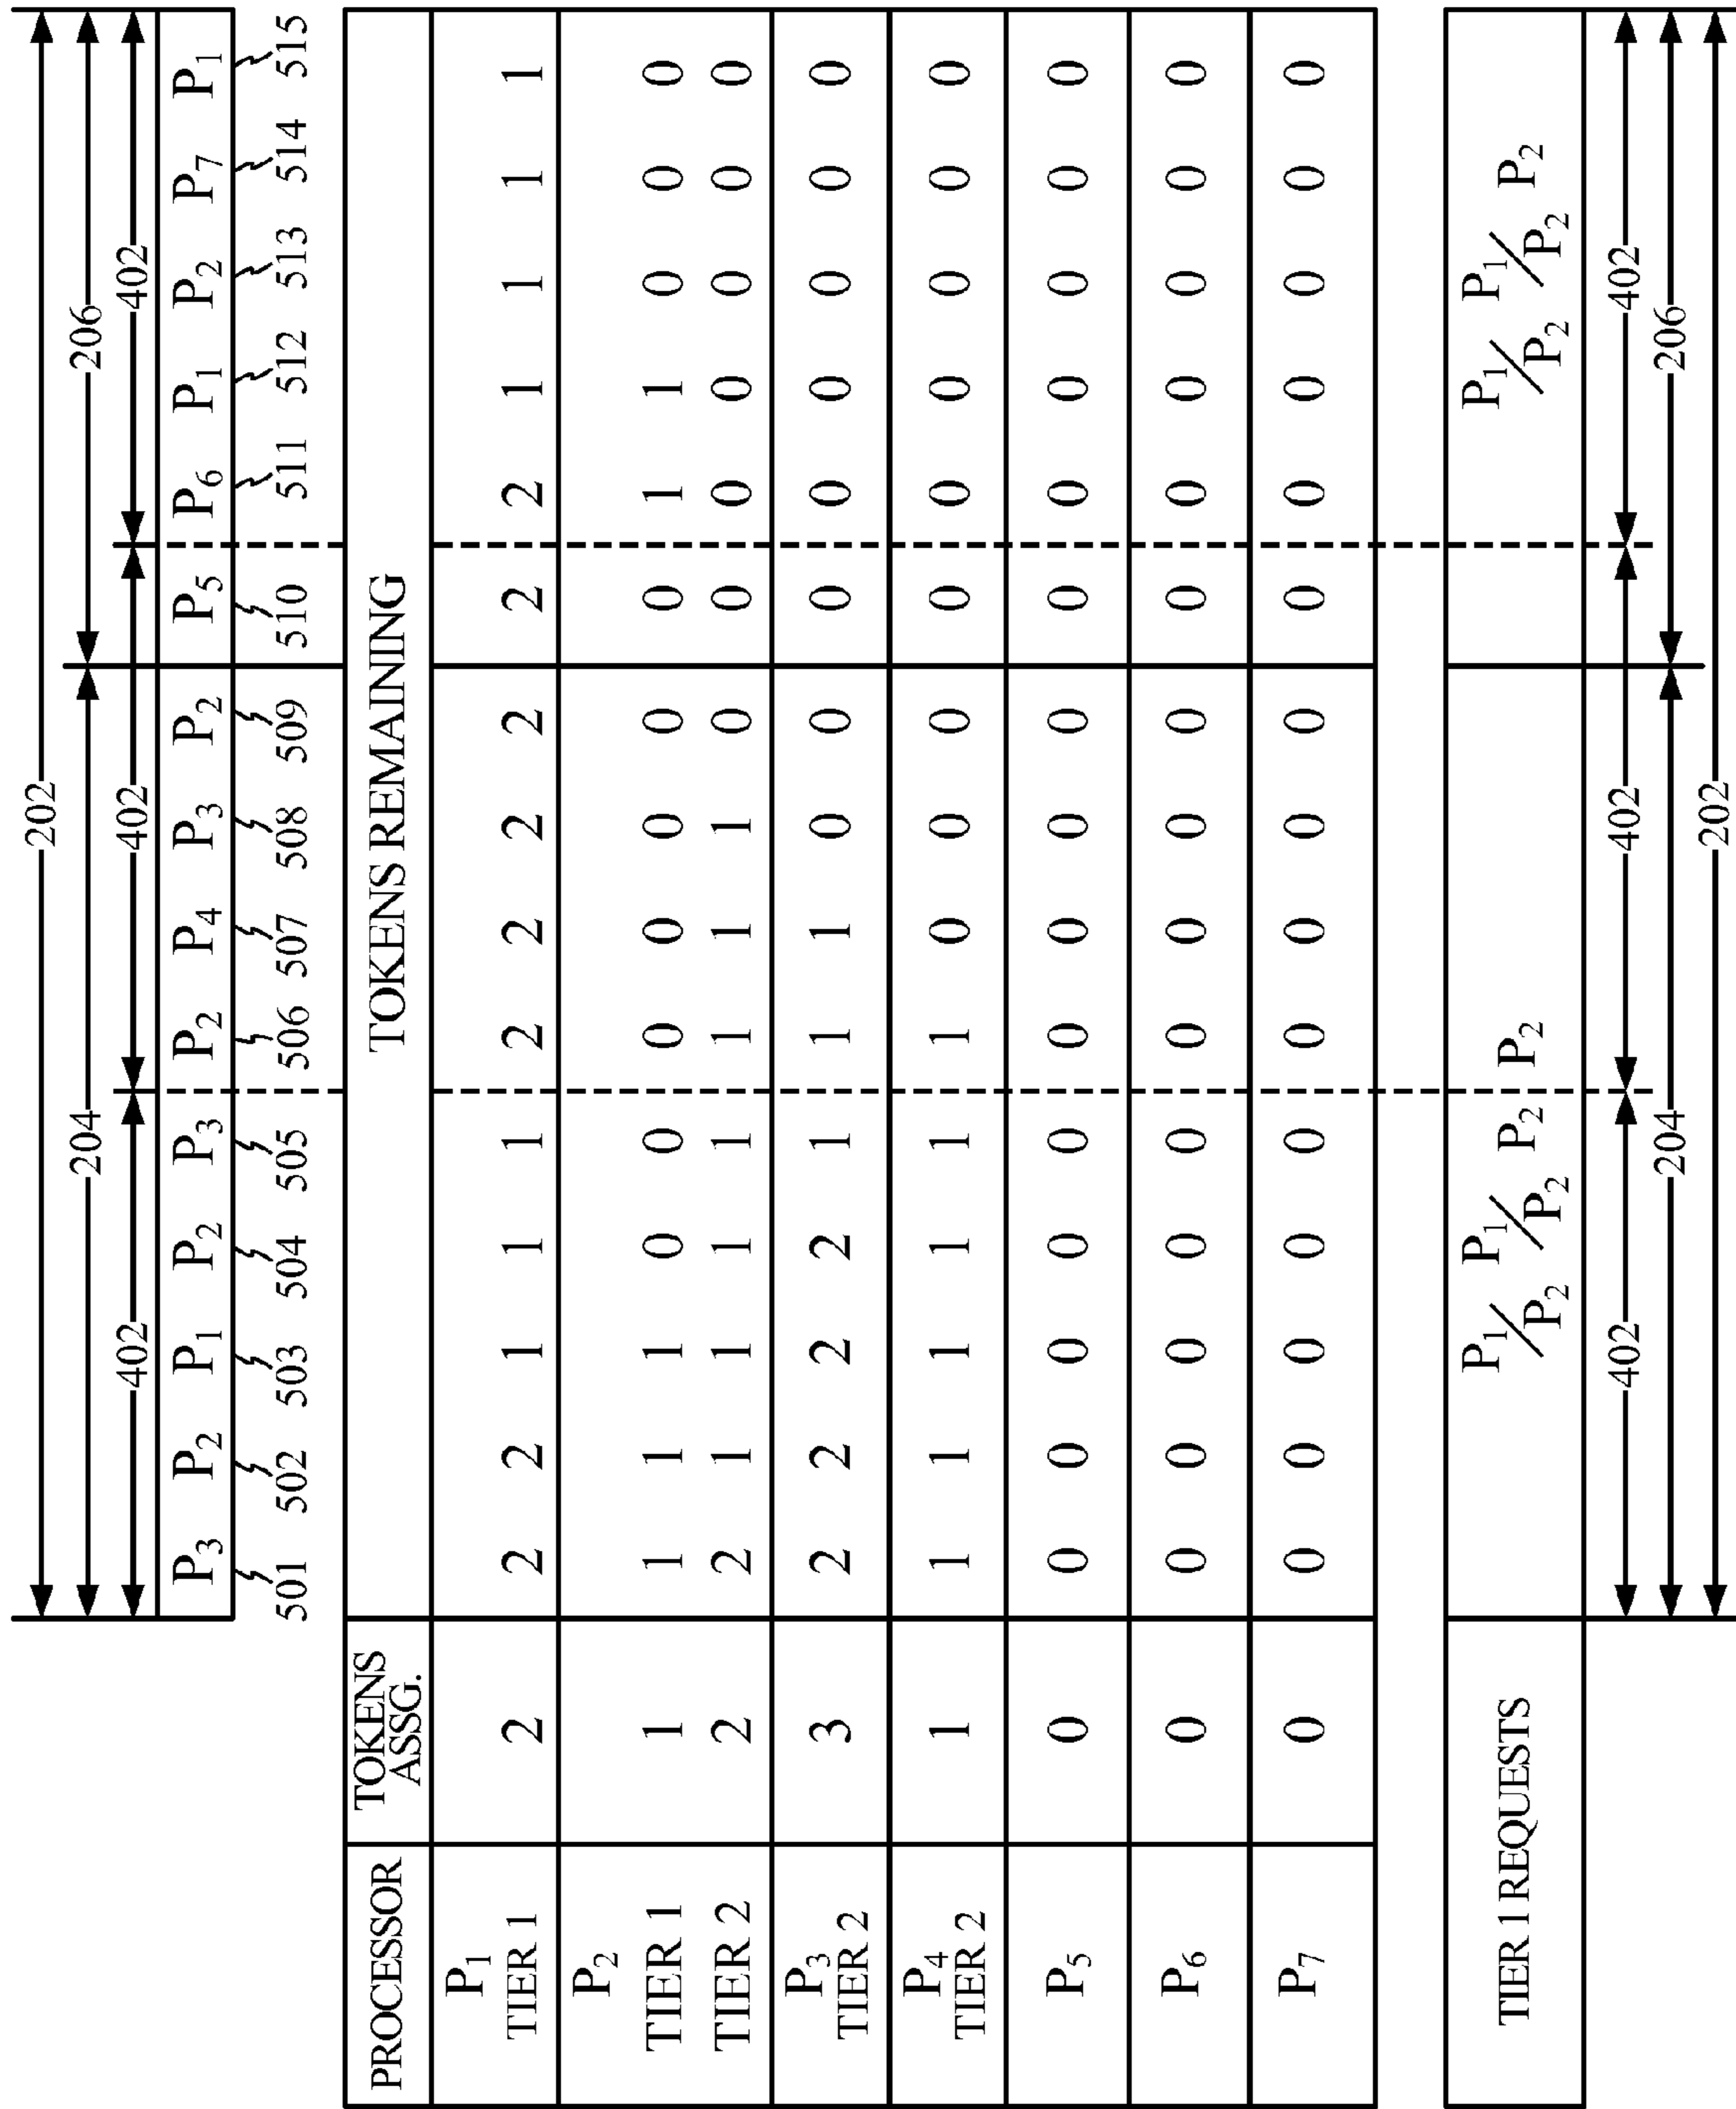 202
204 206
402 402 402
P3 P2 P1 P2 P3 P2 P4 P3 P2 P5 P6 P1 P2 P7 P1
501 502 503 504 505 506 507 508 509 510 511 512 513 514 515
PROCESSOR TOKENS ASSG. TOKENS REMAINING
P1
TIER 1 2 2 2 1 1 1 2 2 2 2 2 2 1 1 1 1
P2
TIER 1 1 1 1 1 0 0 0 0 0 0 0 1 1 0 0 0
TIER 2 2 2 1 1 1 1 1 1 1 0 0 0 0 0 0 0
P3
TIER 2 3 2 2 2 2 1 1 1 0 0 0 0 0 0 0 0
P4
TIER 2 1 1 1 1 1 1 1 0 0 0 0 0 0 0 0 0
P5 0 0 0 0 0 0 0 0 0 0 0 0 0 0 0 0
P6 0 0 0 0 0 0 0 0 0 0 0 0 0 0 0 0
P7 0 0 0 0 0 0 0 0 0 0 0 0 0 0 0 0
TIER 1 REQUESTS P1/P2 P1/P2 P2 P2 P1/P2 P1/P2 P2
402 402 402
204 206
202